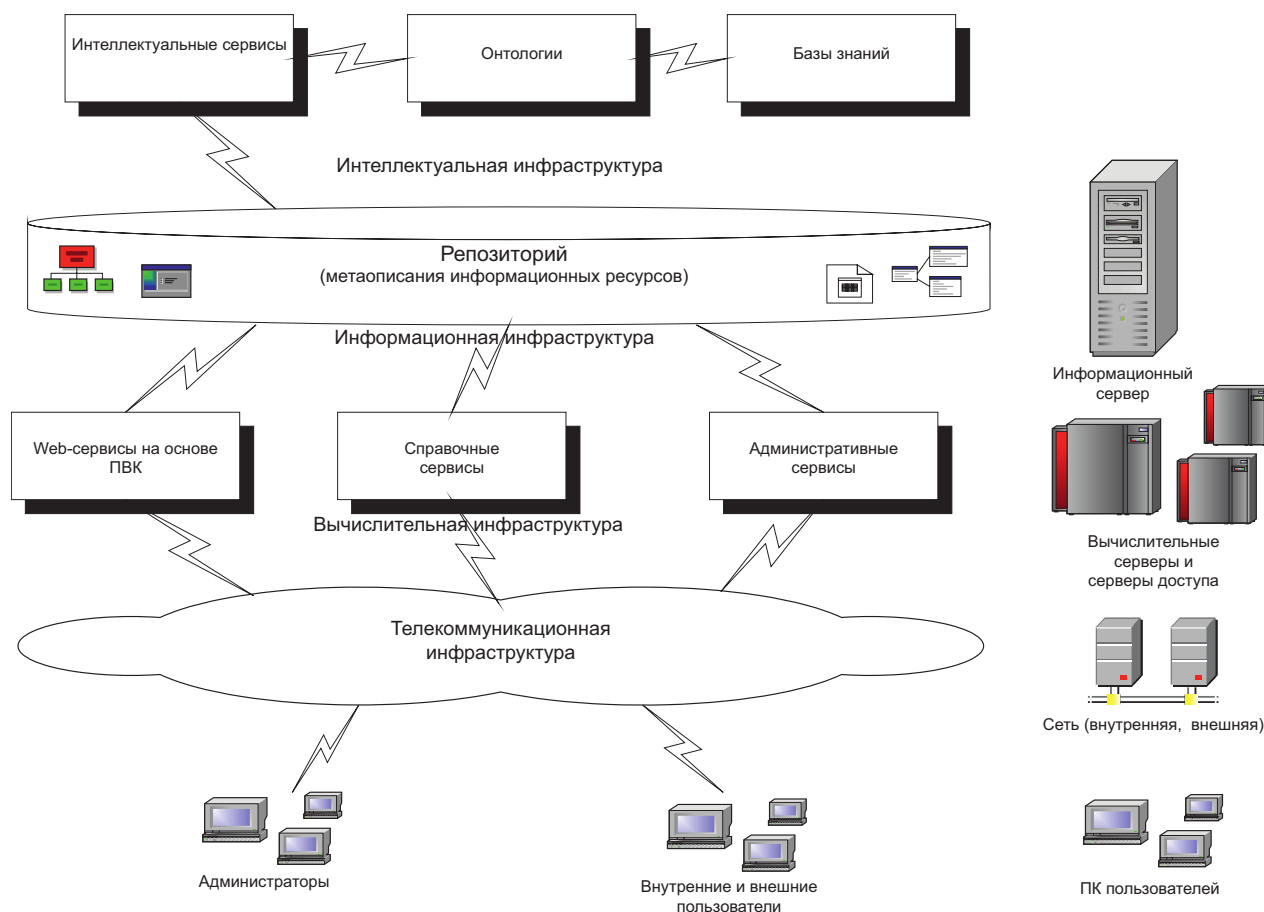 Интеллектуальные сервисы
Онтологии
Базы знаний
Интеллектуальная инфраструктура
Репозиторий
(метаописания информационных ресурсов)
Информационная инфраструктура
Информационный
сервер
Web-сервисы на основе
ПВК
Справочные
сервисы
Административные
сервисы
Вычислительная инфраструктура
Вычислительные
серверы и
серверы доступа
Телекоммуникационная
инфраструктура
Сеть (внутренняя, внешняя)
Администраторы
Внутренние и внешние
пользователи
ПК пользователей